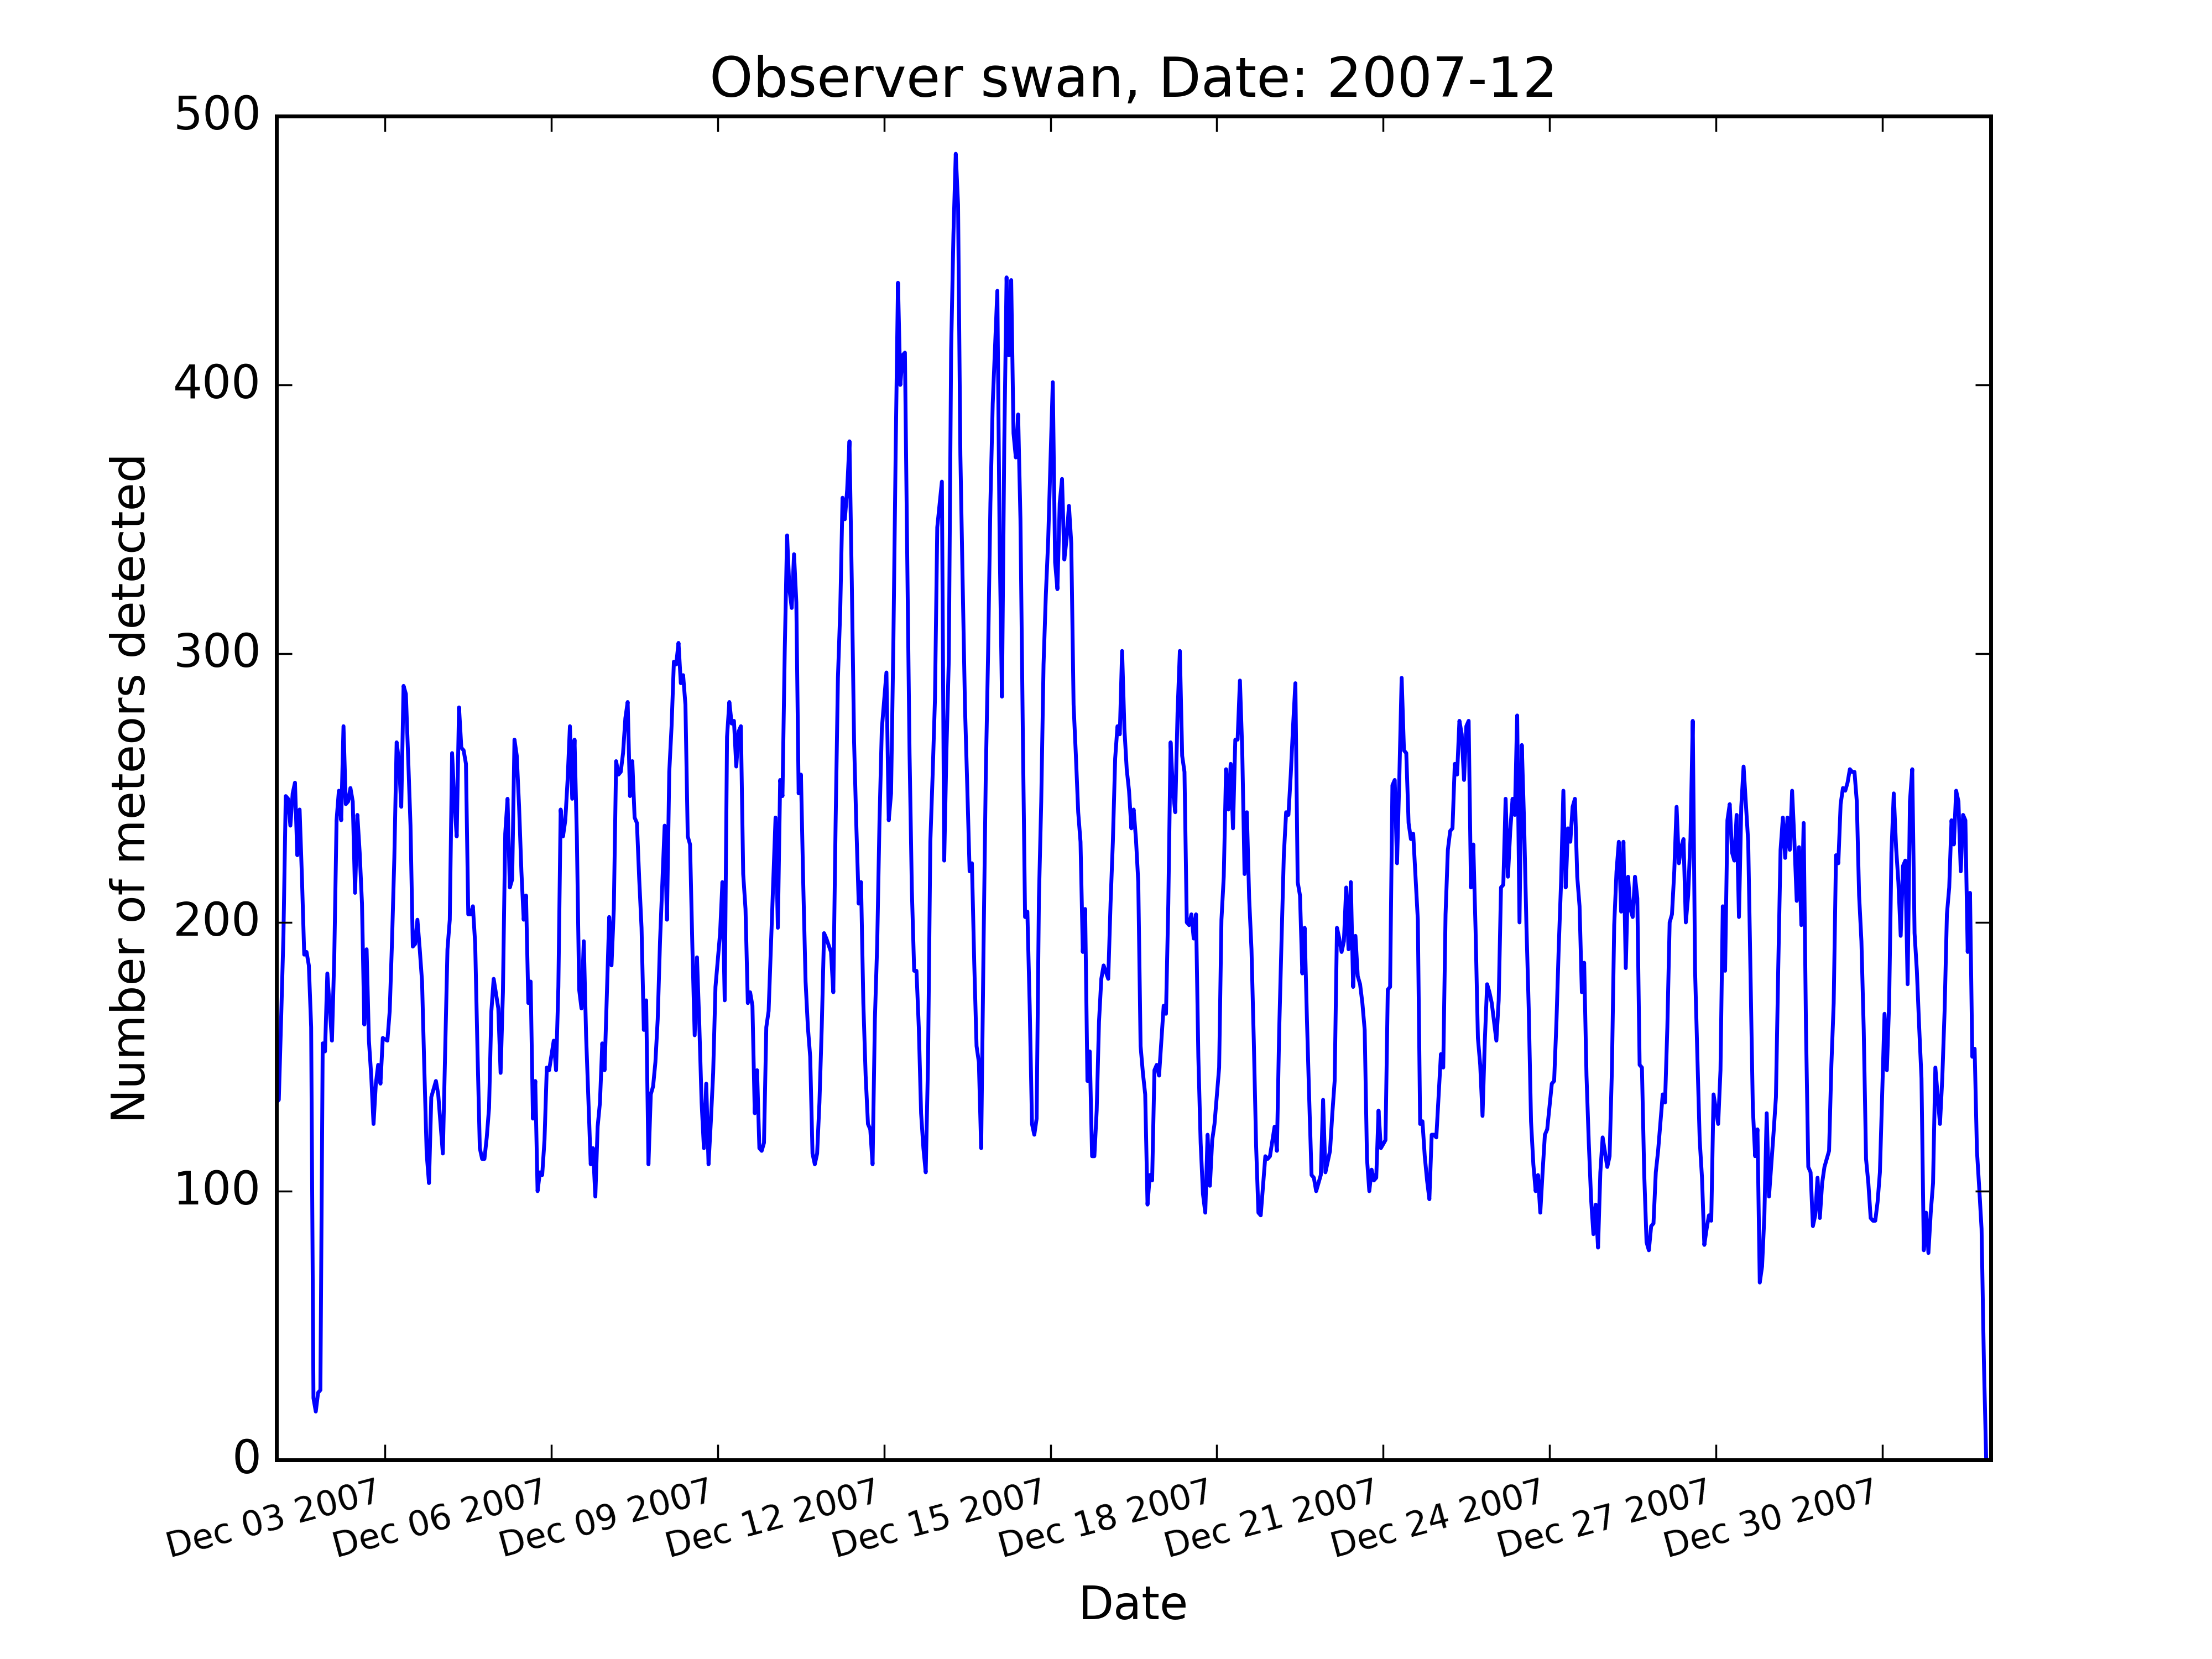 Observer swan, Date: 2007-12
Number of meteors detected
500
400
300
200
100
0
Dec 03 2007
Dec 06 2007
Dec 09 2007
Dec 12 2007
Dec 15 2007
Dec 18 2007
Dec 21 2007
Dec 24 2007
Dec 27 2007
Dec 30 2007
Date